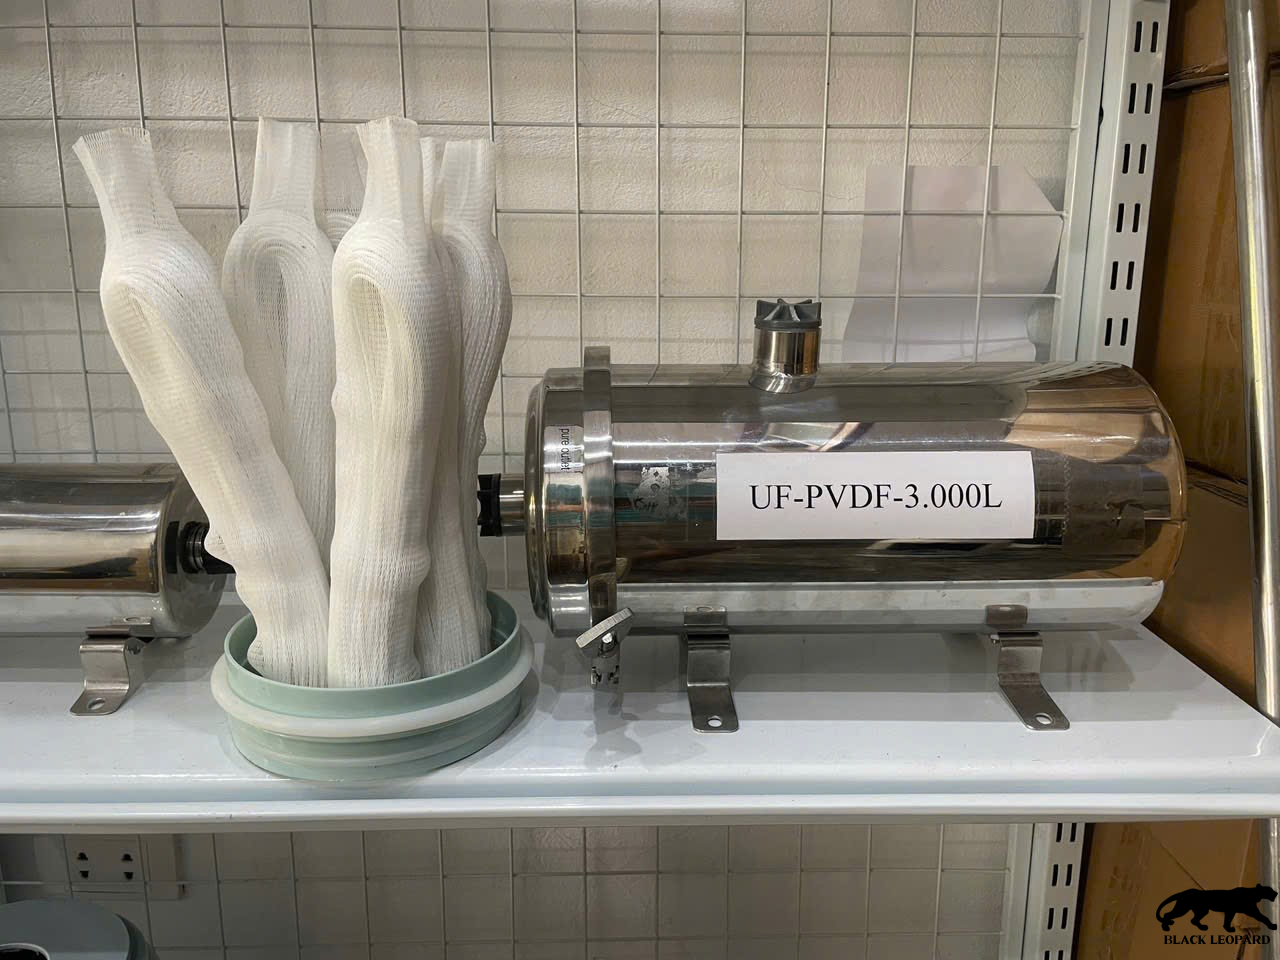 pure outlet
UF-PVDF-3.000L
BLACK LEOPARD